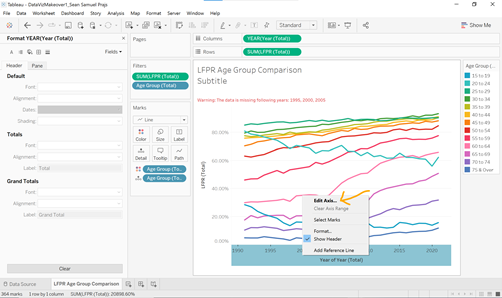 Tableau - DataVizMakeover1_Sean Samuel Prajs
File Data Worksheet Dashboard Story Analysis Map Format Server Window Help
Standard
Show Me
Format YEAR(Year (Total))
Fields
Header Pane
Default
Font:
Alignment:
Dates:
Shading:
Totals
Font:
Alignment:
Label: Total
Grand Totals
Font:
Alignment:
Label: Grand Total
Clear
Pages
Filters
SUM(LFPR (Total))
Age Group (Total)
Marks
Line
Color Size Label
Detail Tooltip Path
Age Group (To..
Age Group (To..
Columns YEAR(Year (Total))
Rows SUM(LFPR (Total))
LFPR Age Group Comparison
Subtitle
Warning: The data is missing following years: 1995, 2000, 2005
LFPR (Total)
80.00%
60.00%
40.00%
20.00%
0.00%
1990 1995 2015 2020
Year of Year (Total)
Edit Axis...
Clear Axis Range
Select Marks
Format...
Show Header
Add Reference Line
Age Group (...
15 to 19
20 to 24
25 to 29
30 to 34
35 to 39
40 to 44
45 to 49
50 to 54
55 to 59
60 to 64
65 to 69
70 to 74
75 & Over
Data Source LFPR Age Group Comparison
364 marks 1 row by 1 column SUM(LFPR (Total)): 20898.60%